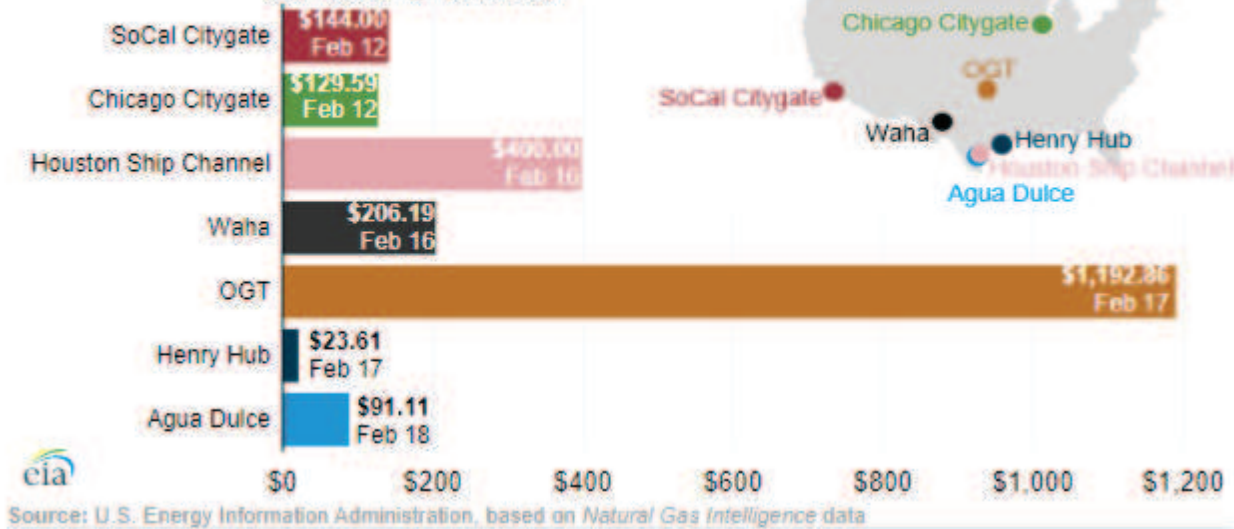 SoCal Citygate
$144.00
Feb 12
Chicago Citygate
$129.59
Feb 12
Houston Ship Channel
$400.00
Feb 16
Waha
$206.19
Feb 16
OGT
$1,192.86
Feb 17
Henry Hub
$23.61
Feb 17
Agua Dulce
$91.11
Feb 18
$0 $200 $400 $600 $800 $1,000 $1,200
Chicago Citygate
OGT
SoCal Citygate
Waha
Henry Hub
Houston Ship Channel
Agua Dulce
eia
Source: U.S. Energy Information Administration, based on Natural Gas Intelligence data